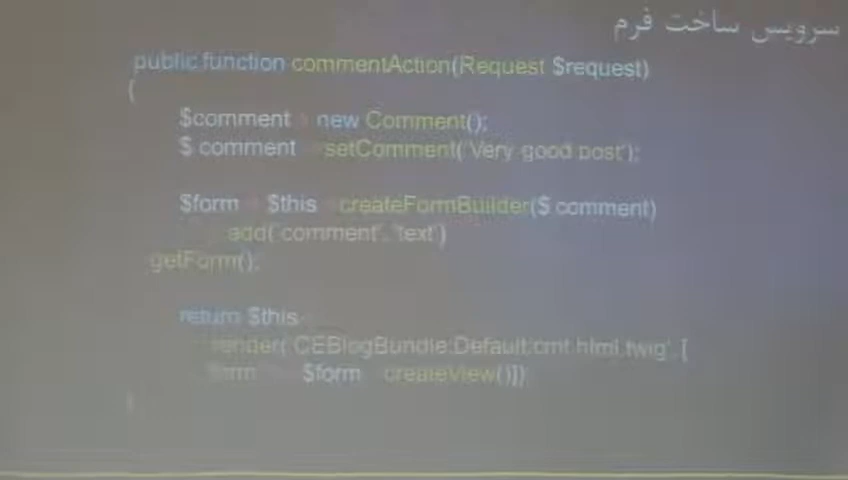 سرویس ساخت فرم
public function commentAction(Request $request)
{
$comment = new Comment();
$ comment setComment('Very good post');
$form = $this createFormBuilder($ comment)
add('comment', 'text')
getForm();
return $this
render('CEBlogBundle:Default:cmt.html.twig', [
form $form createView()]);
}